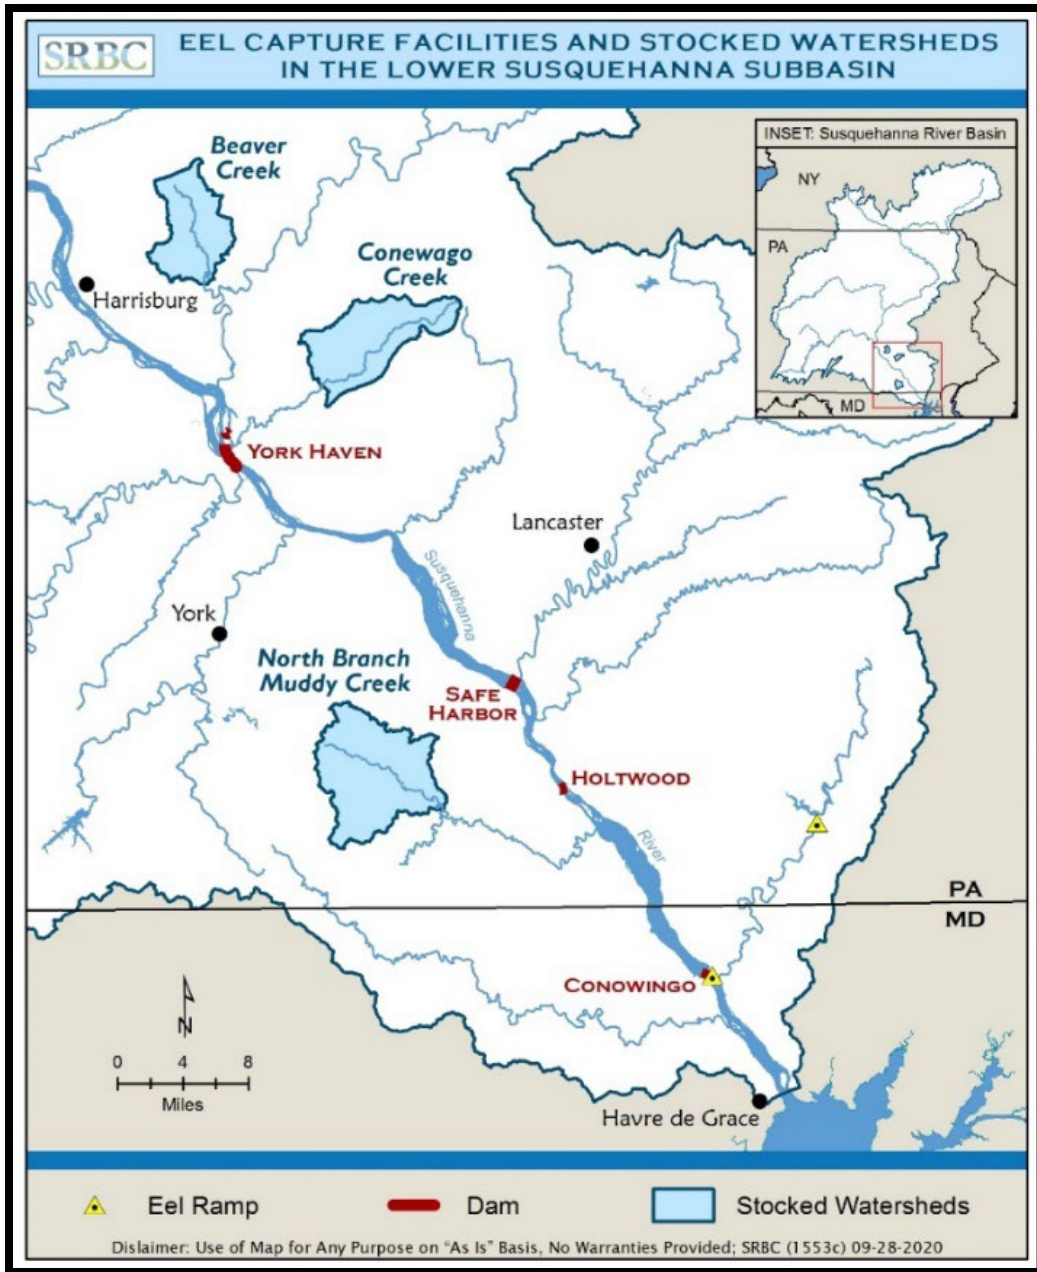 SRBC
EEL CAPTURE FACILITIES AND STOCKED WATERSHEDS
IN THE LOWER SUSQUEHANNA SUBBASIN
INSET: Susquehanna River Basin
NY
PA
MD
Beaver
Creek
Conewago
Creek
Harrisburg
YORK HAVEN
Lancaster
Susquehanna
York
North Branch
Muddy Creek
SAFE
HARBOR
HOLTWOOD
River
PA
MD
CONOWINGO
N
0 4 8
Miles
Havre de Grace
Eel Ramp
Dam
Stocked Watersheds
Dislaimer: Use of Map for Any Purpose on “As Is” Basis, No Warranties Provided; SRBC (1553c) 09-28-2020